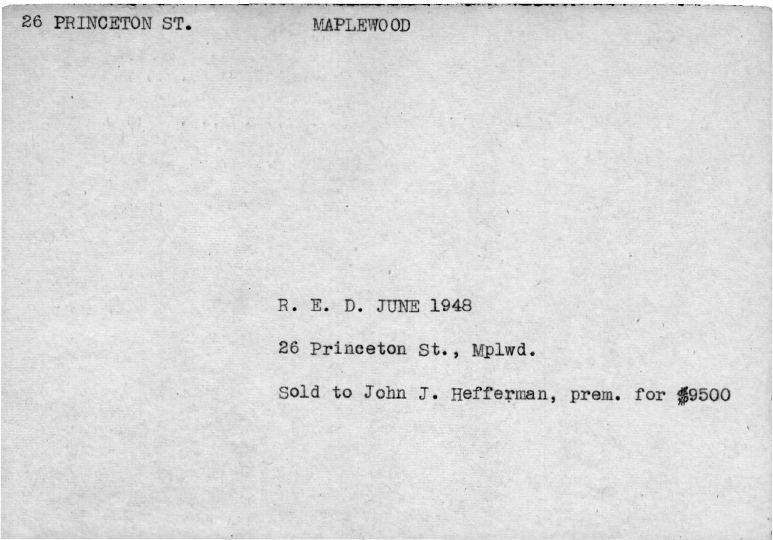 26 PRINCETON ST. MAPLEWOOD
R. E. D. JUNE 1948
26 Princeton St., Mplwd.
Sold to John J. Hefferman, prem. for $9500